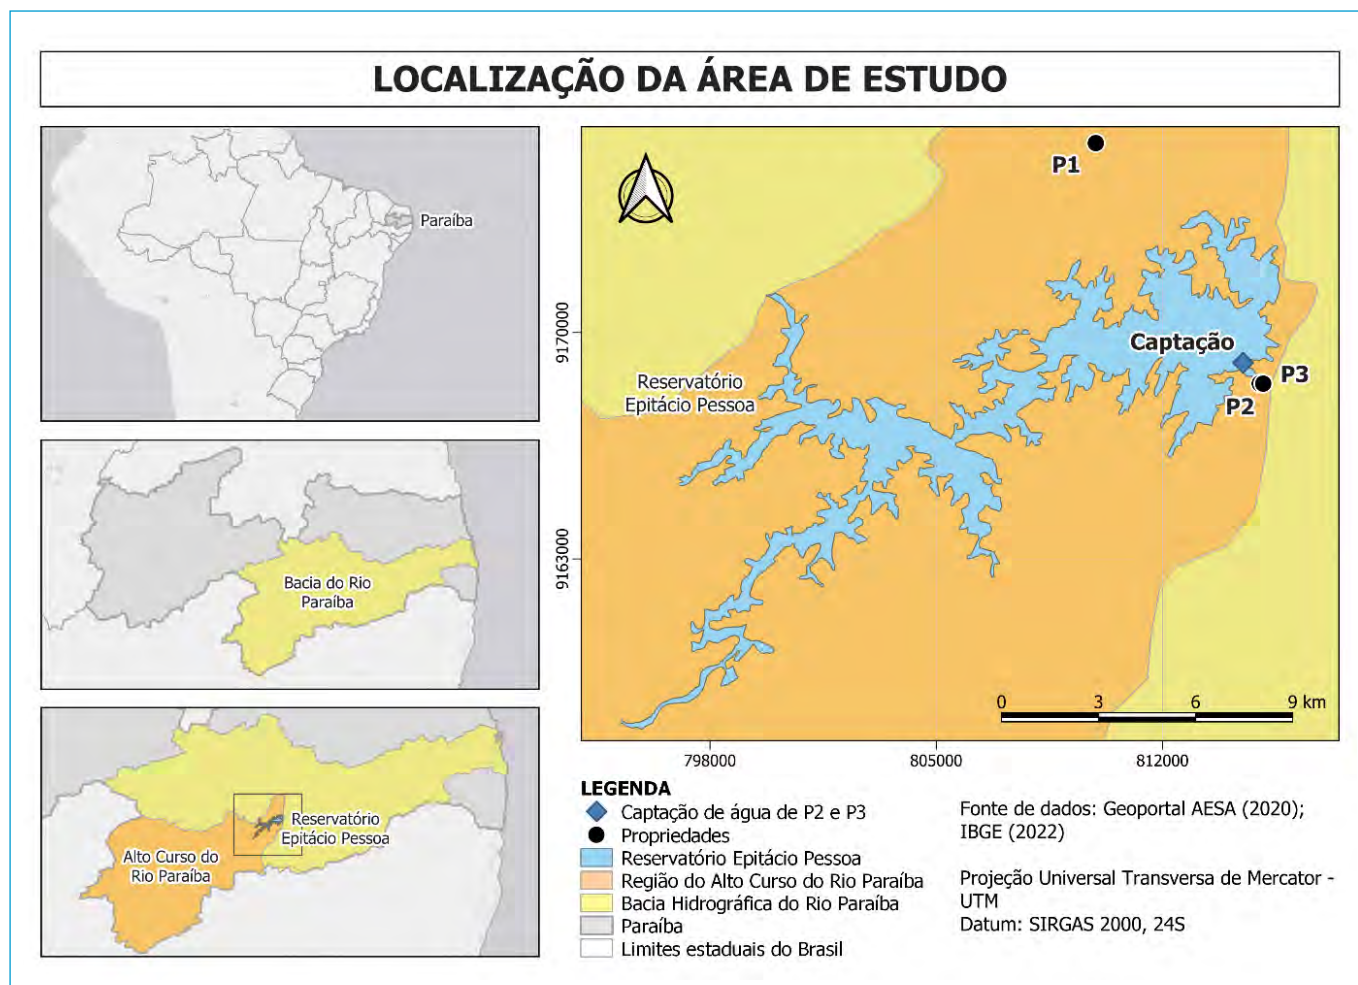 LOCALIZAÇÃO DA ÁREA DE ESTUDO
Paraíba
Bacia do Rio
Paraíba
Reservatório
Epitácio Pessoa
Alto Curso do
Rio Paraíba
P1
Captação
P3
P2
Reservatório
Epitácio Pessoa
9170000
9163000
0 3 6 9 km
798000 805000 812000
LEGENDA
Captação de água de P2 e P3
Propriedades
Reservatório Epitácio Pessoa
Região do Alto Curso do Rio Paraíba
Bacia Hidrográfica do Rio Paraíba
Paraíba
Limites estaduais do Brasil
Fonte de dados: Geoportal AESA (2020);
IBGE (2022)
Projeção Universal Transversa de Mercator -
UTM
Datum: SIRGAS 2000, 24S